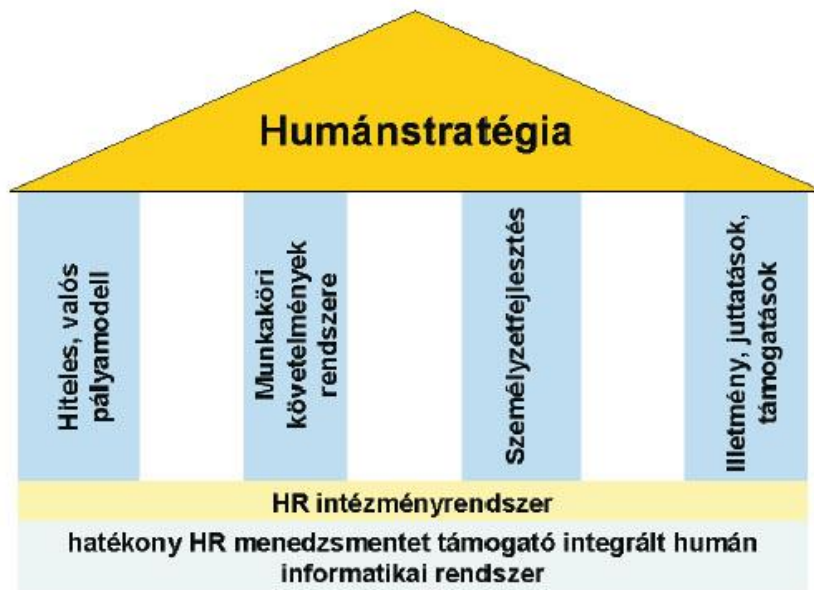 Humánstratégia
Hiteles, valós
pályamodell
Munkaköri
követelmények
rendszere
Személyzetfejlesztés
Illetmény, juttatások,
támogatások
HR intézményrendszer
hatékony HR menedzsmentet támogató integrált humán
informatikai rendszer